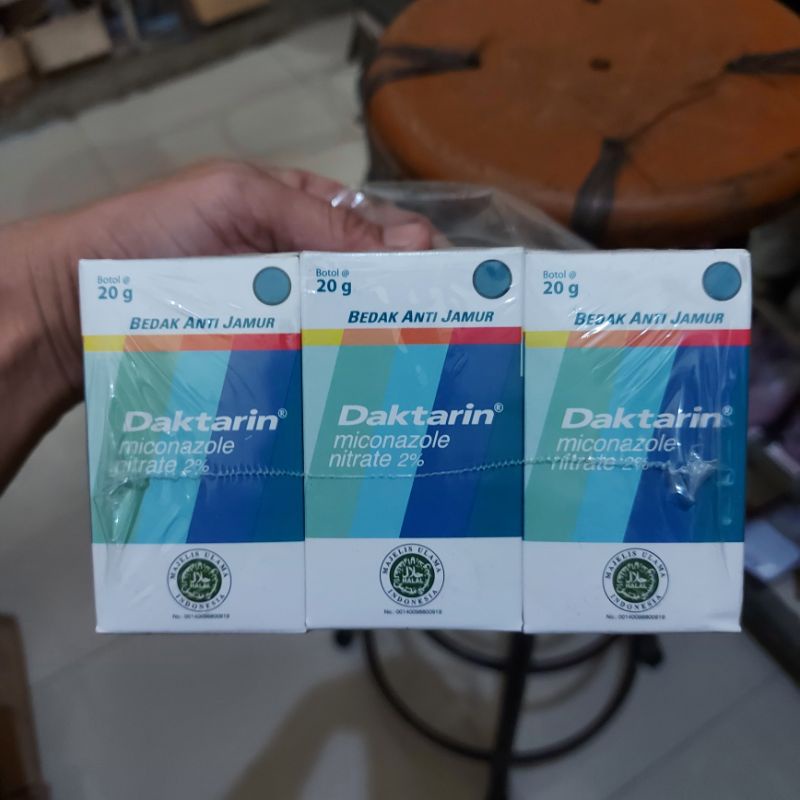 Botol @
20 g
BEDAK ANTI JAMUR
Daktarin®
miconazole
nitrate 2%
MAJELIS ULAMA
HALAL
INDONESIA
Botol @
20 g
BEDAK ANTI JAMUR
Daktarin®
miconazole
nitrate 2%
MAJELIS ULAMA
HALAL
INDONESIA
Botol @
20 g
BEDAK ANTI JAMUR
Daktarin®
miconazole
nitrate 2%
MAJELIS ULAMA
HALAL
INDONESIA